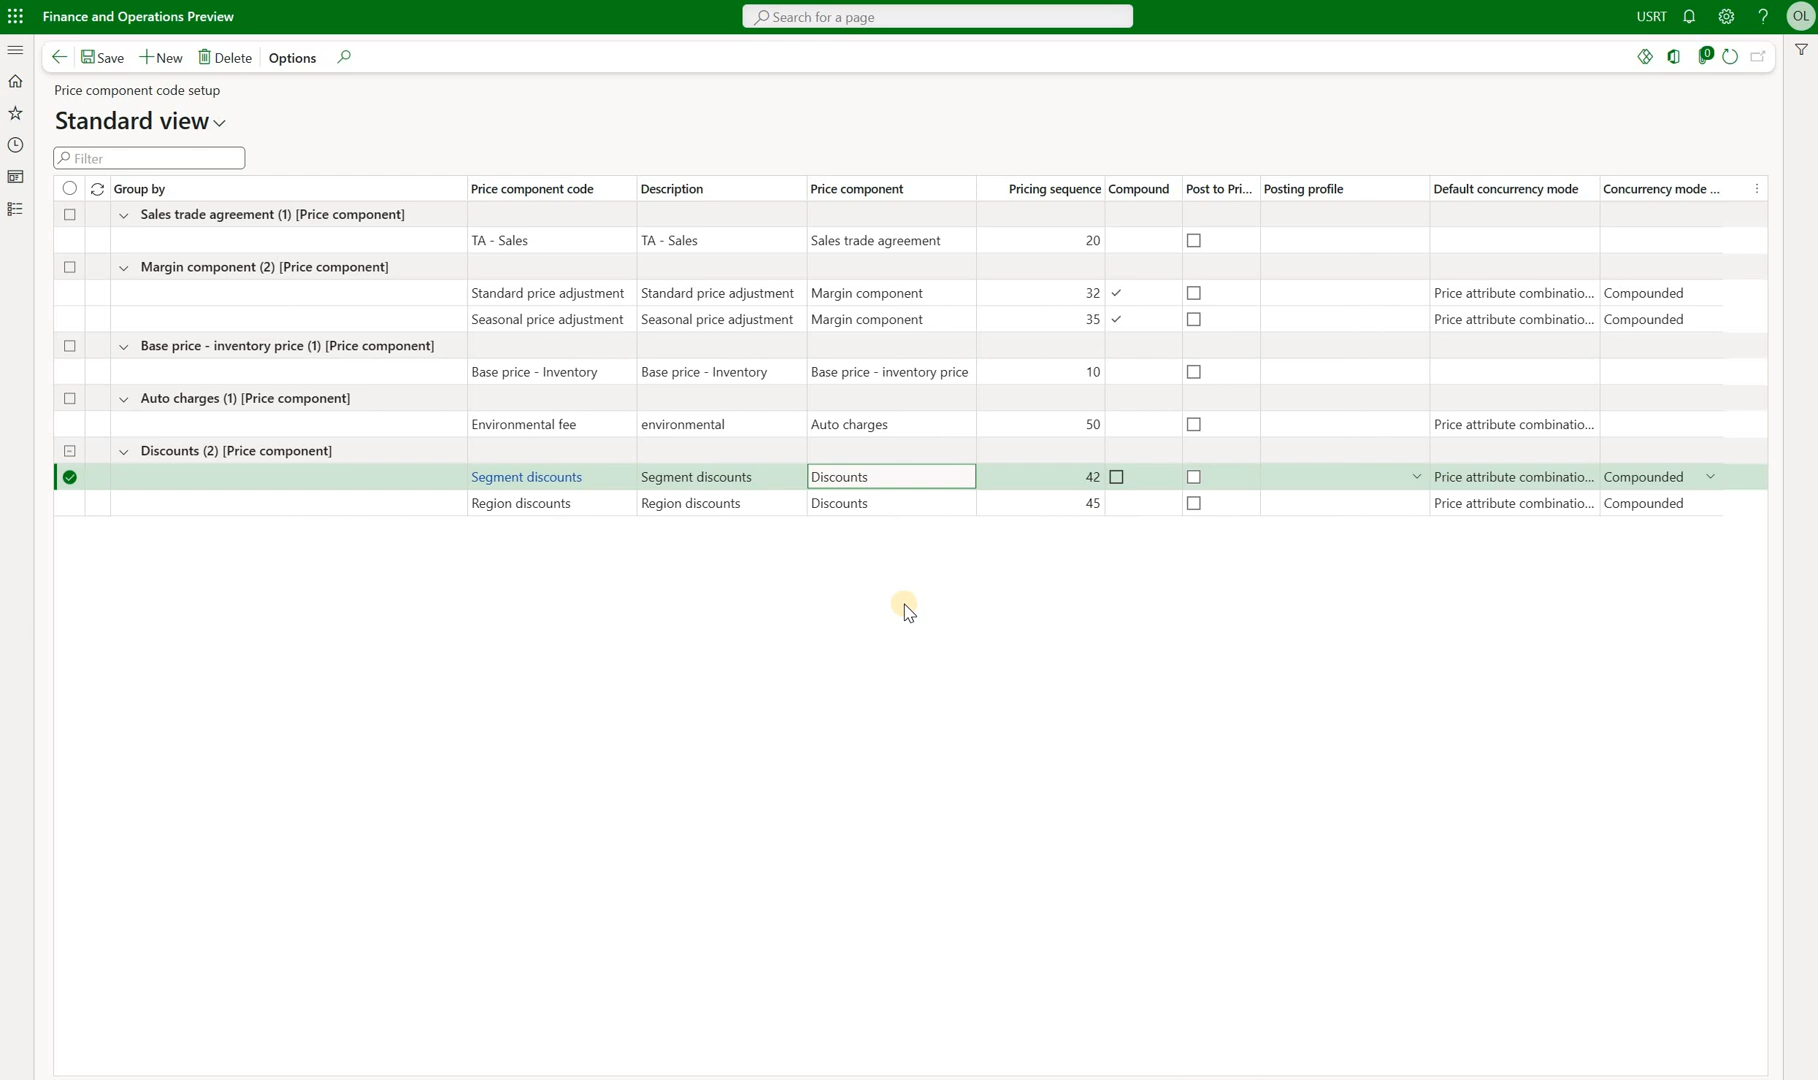 Finance and Operations Preview
Search for a page
USRT
OL
Save New Delete Options
0
Price component code setup
Standard view
Filter
Group by Price component code Description Price component Pricing sequence Compound Post to Pri... Posting profile Default concurrency mode Concurrency mode ...
Sales trade agreement (1) [Price component]
TA - Sales TA - Sales Sales trade agreement 20
Margin component (2) [Price component]
Standard price adjustment Standard price adjustment Margin component 32 Price attribute combinatio... Compounded
Seasonal price adjustment Seasonal price adjustment Margin component 35 Price attribute combinatio... Compounded
Base price - inventory price (1) [Price component]
Base price - Inventory Base price - Inventory Base price - inventory price 10
Auto charges (1) [Price component]
Environmental fee environmental Auto charges 50 Price attribute combinatio...
Discounts (2) [Price component]
Segment discounts Segment discounts Discounts 42 Price attribute combinatio... Compounded
Region discounts Region discounts Discounts 45 Price attribute combinatio... Compounded